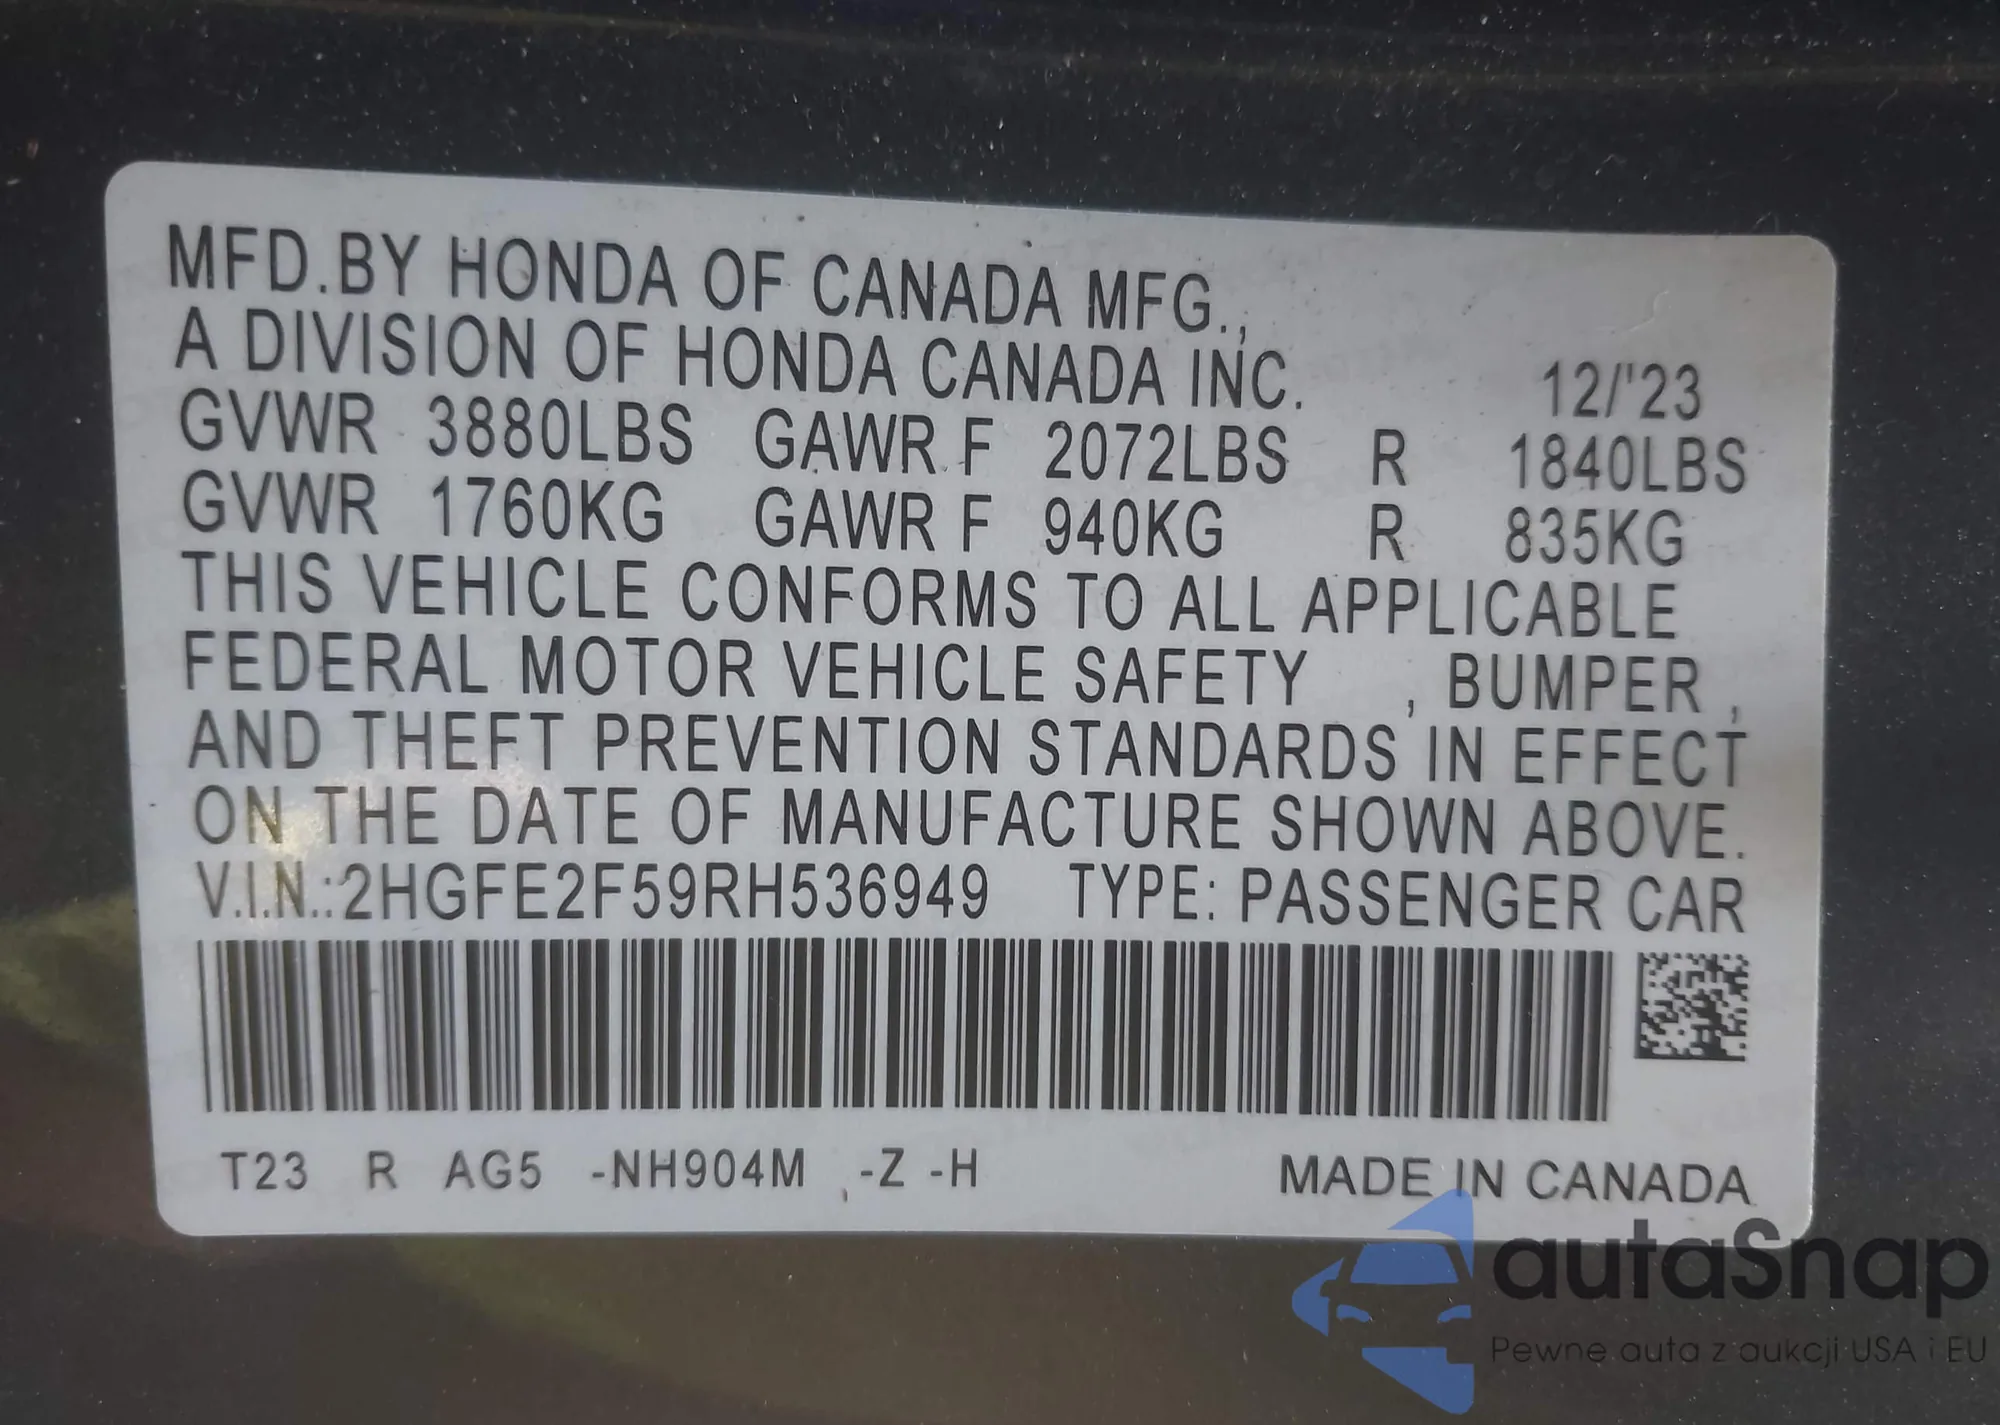 MFD.BY HONDA OF CANADA MFG.,
A DIVISION OF HONDA CANADA INC. 12/'23
GVWR 3880LBS GAWR F 2072LBS R 1840LBS
GVWR 1760KG GAWR F 940KG R 835KG
THIS VEHICLE CONFORMS TO ALL APPLICABLE
FEDERAL MOTOR VEHICLE SAFETY , BUMPER ,
AND THEFT PREVENTION STANDARDS IN EFFECT
ON THE DATE OF MANUFACTURE SHOWN ABOVE.
V.I.N.:2HGFE2F59RH536949 TYPE: PASSENGER CAR
T23 R AG5 -NH904M -Z -H MADE IN CANADA
autaSnap
Pewne auta z aukcji USA i EU